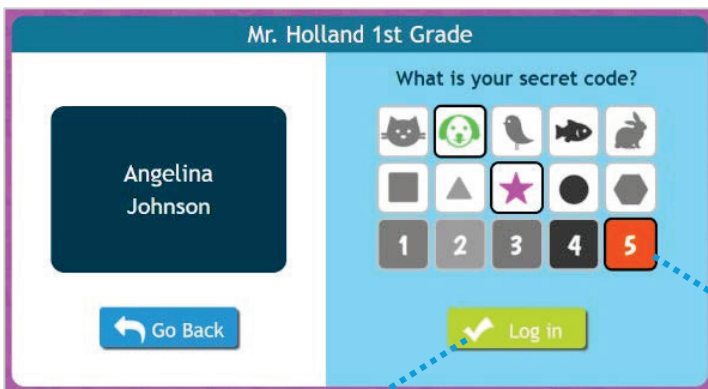 Mr. Holland 1st Grade
What is your secret code?
Angelina
Johnson
1 2 3 4 5
Go Back
Log in